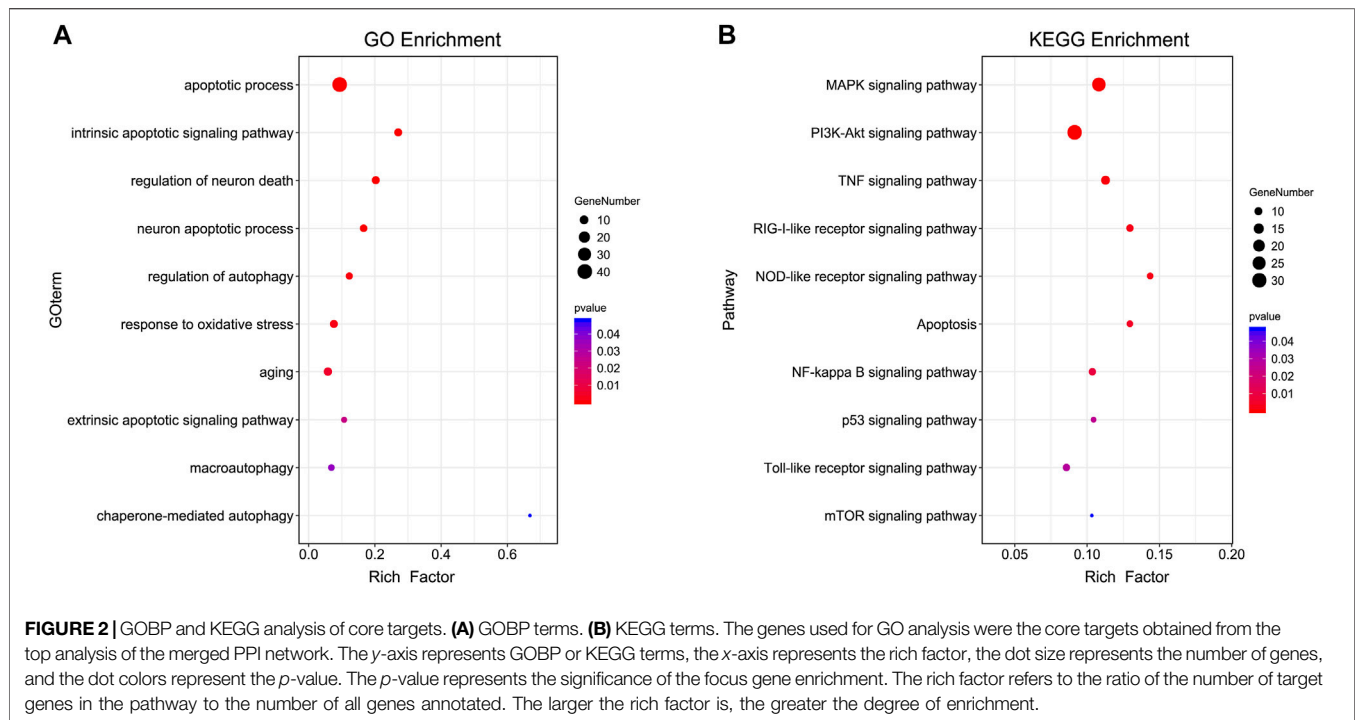 A
GO Enrichment
GOterm
apoptotic process
intrinsic apoptotic signaling pathway
regulation of neuron death
neuron apoptotic process
regulation of autophagy
response to oxidative stress
aging
extrinsic apoptotic signaling pathway
macroautophagy
chaperone-mediated autophagy
0.0 0.2 0.4 0.6
Rich Factor
GeneNumber
10
20
30
40
pvalue
0.04
0.03
0.02
0.01
B
KEGG Enrichment
Pathway
MAPK signaling pathway
PI3K-Akt signaling pathway
TNF signaling pathway
RIG-I-like receptor signaling pathway
NOD-like receptor signaling pathway
Apoptosis
NF-kappa B signaling pathway
p53 signaling pathway
Toll-like receptor signaling pathway
mTOR signaling pathway
0.05 0.10 0.15 0.20
Rich Factor
GeneNumber
10
15
20
25
30
pvalue
0.04
0.03
0.02
0.01
FIGURE 2 | GOBP and KEGG analysis of core targets. (A) GOBP terms. (B) KEGG terms. The genes used for GO analysis were the core targets obtained from the
top analysis of the merged PPI network. The y-axis represents GOBP or KEGG terms, the x-axis represents the rich factor, the dot size represents the number of genes,
and the dot colors represent the p-value. The p-value represents the significance of the focus gene enrichment. The rich factor refers to the ratio of the number of target
genes in the pathway to the number of all genes annotated. The larger the rich factor is, the greater the degree of enrichment.